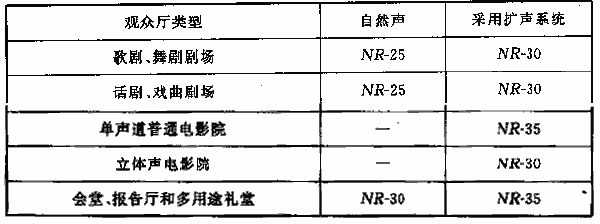 观众厅类型 自然声 采用扩声系统
歌剧、舞剧剧场 NR-25 NR-30
话剧、戏曲剧场 NR-25 NR-30
单声道普通电影院 — NR-35
立体声电影院 — NR-30
会堂、报告厅和多用途礼堂 NR-30 NR-35